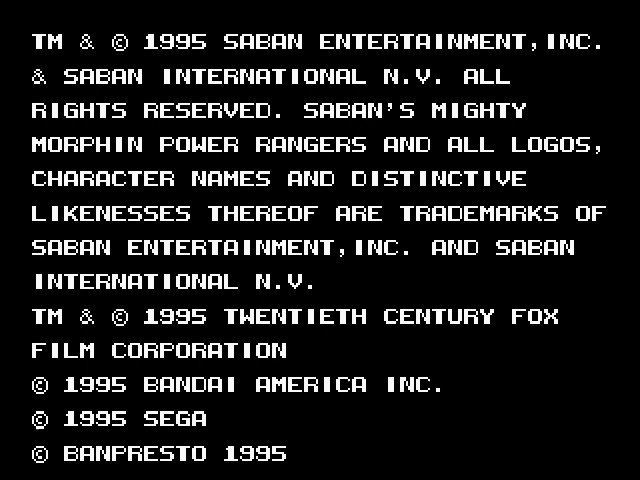 TM & © 1995 SABAN ENTERTAINMENT,INC.
& SABAN INTERNATIONAL N.V. ALL
RIGHTS RESERVED. SABAN'S MIGHTY
MORPHIN POWER RANGERS AND ALL LOGOS,
CHARACTER NAMES AND DISTINCTIVE
LIKENESSES THEREOF ARE TRADEMARKS OF
SABAN ENTERTAINMENT,INC. AND SABAN
INTERNATIONAL N.V.
TM & © 1995 TWENTIETH CENTURY FOX
FILM CORPORATION
© 1995 BANDAI AMERICA INC.
© 1995 SEGA
© BANPRESTO 1995